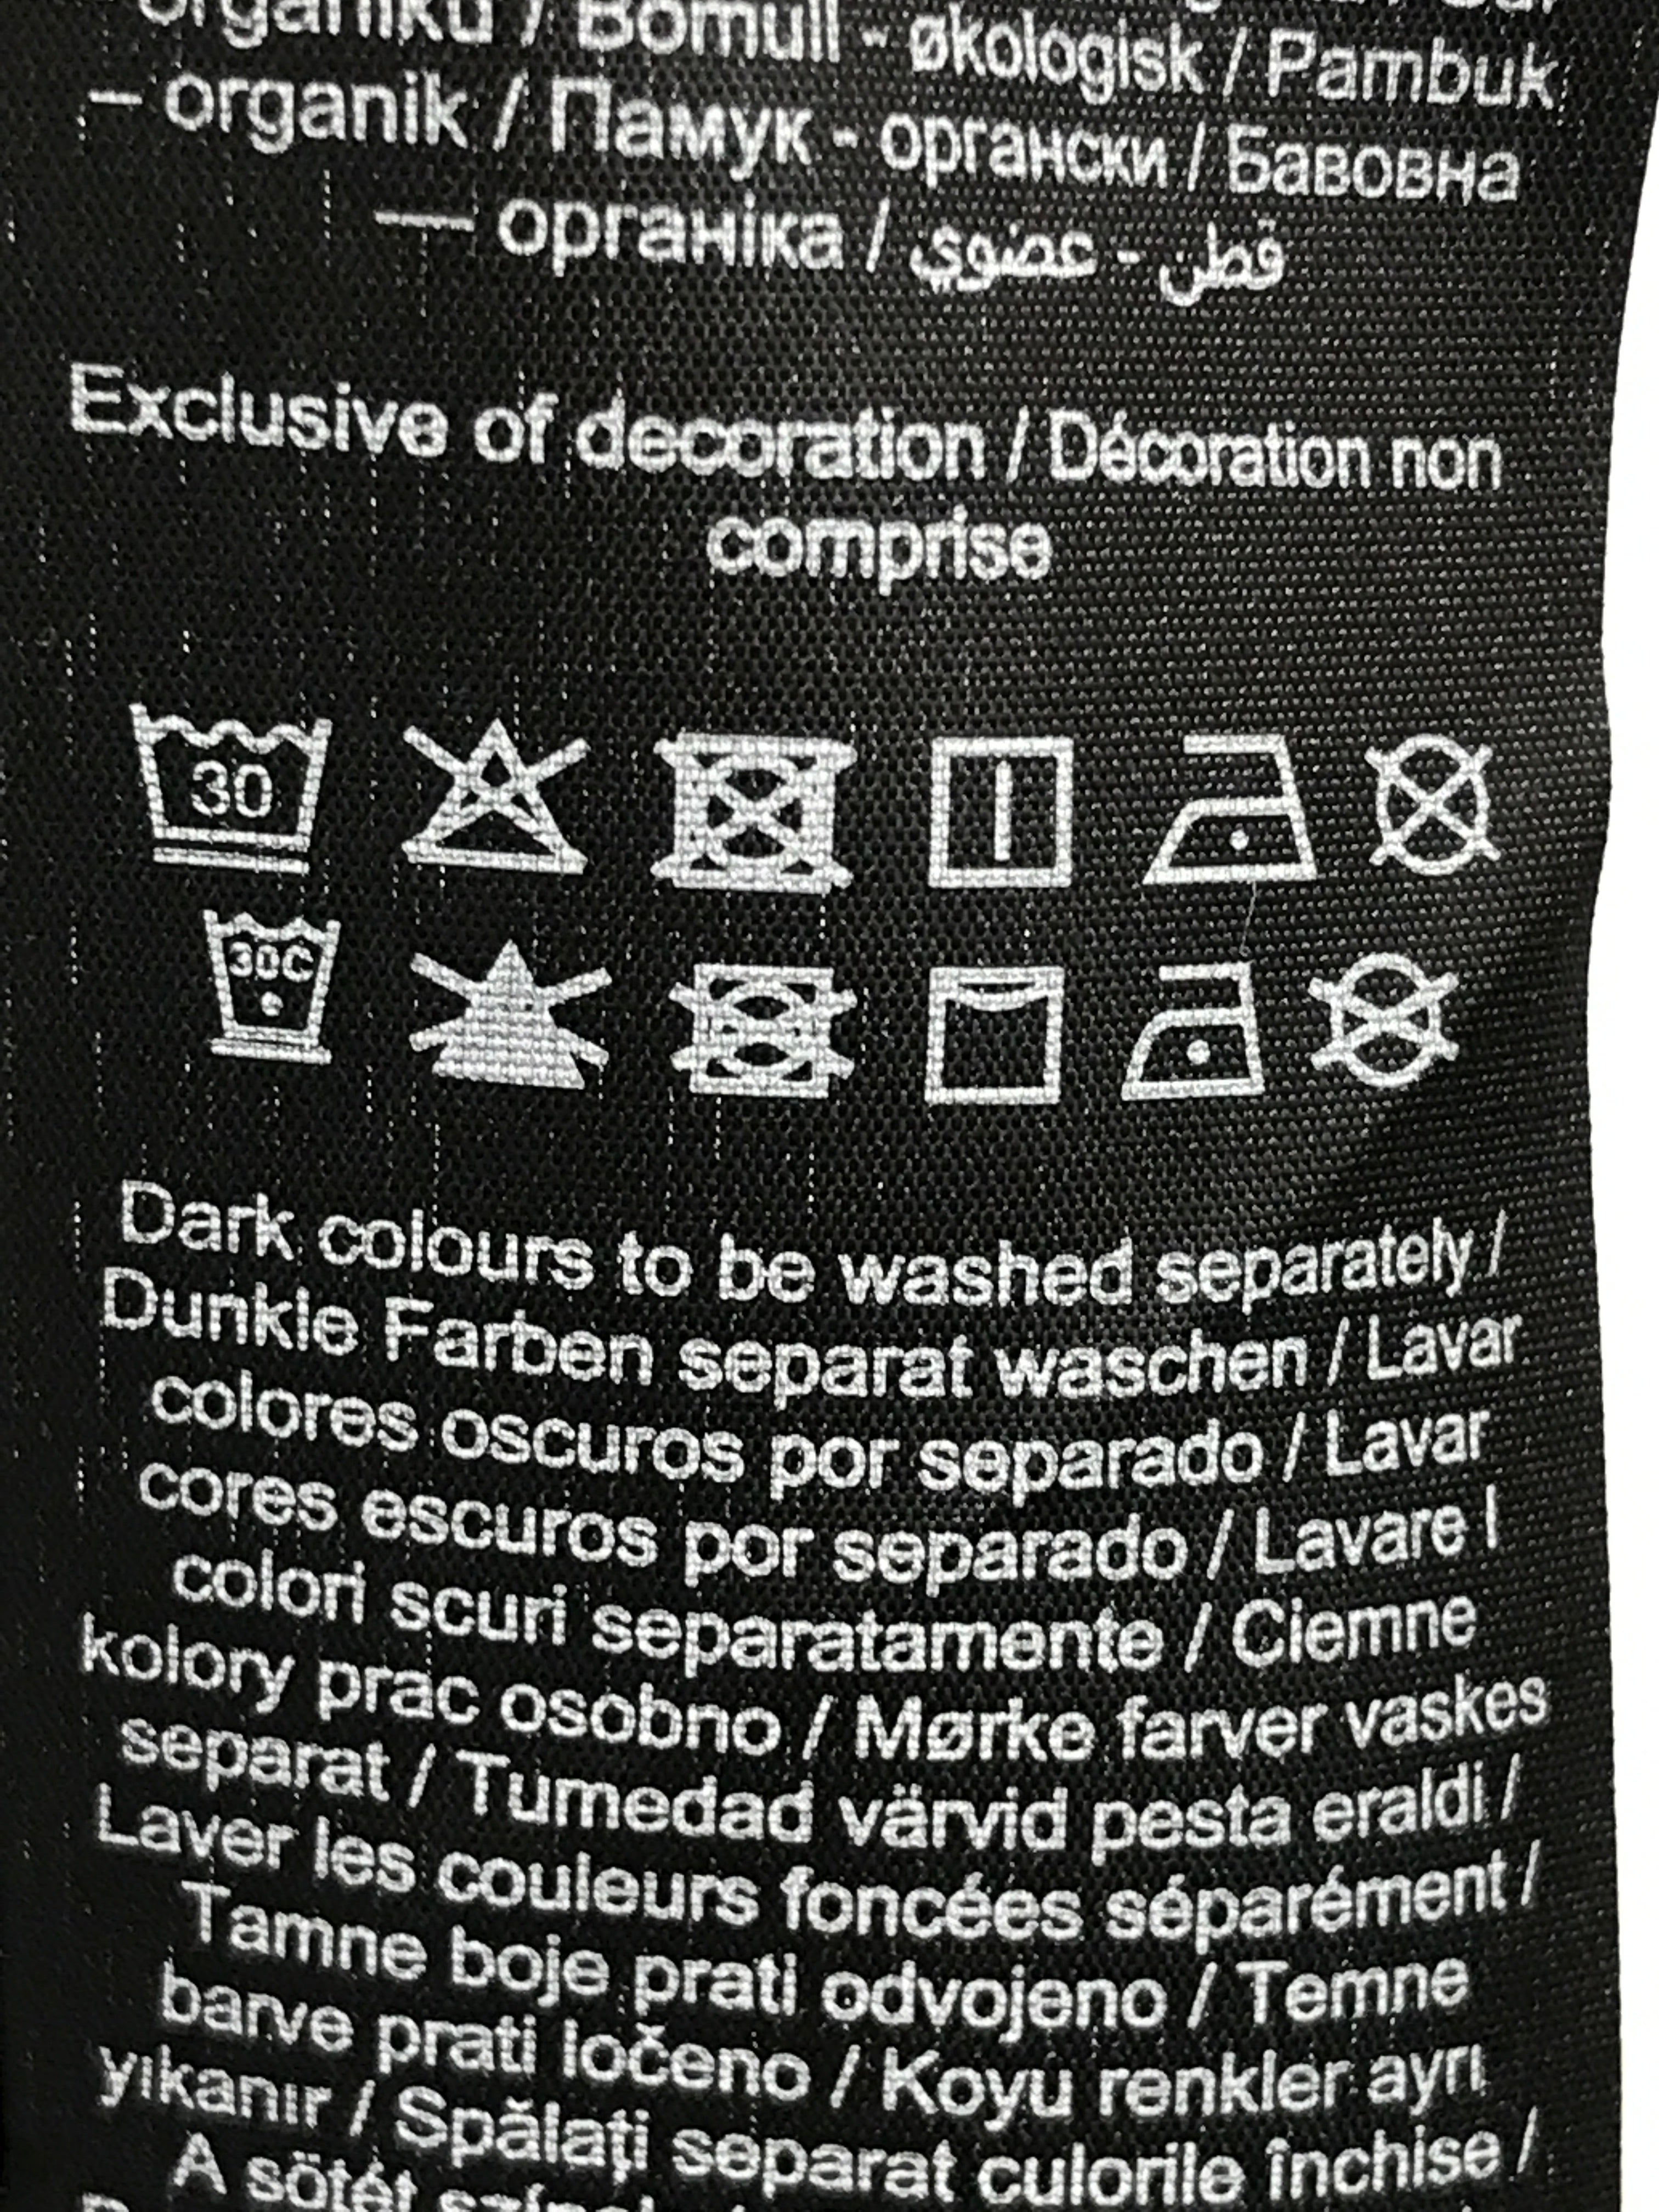 organiku / Bomull - økologisk / Pambuk
– organik / Памук - органски / Бавовна
— органіка / قطن - عضوي
Exclusive of decoration / Décoration non
comprise
30
30C
Dark colours to be washed separately /
Dunkle Farben separat waschen / Lavar
colores oscuros por separado / Lavar
cores escuros por separado / Lavare I
colori scuri separatamente / Ciemne
kolory prac osobno / Mørke farver vaskes
separat / Tumedad värvid pesta eraldi /
Laver les couleurs foncées séparément /
Tamne boje prati odvojeno / Temne
barve prati ločeno / Koyu renkler ayrı
yıkanır / Spălați separat culorile închise /
A sötét